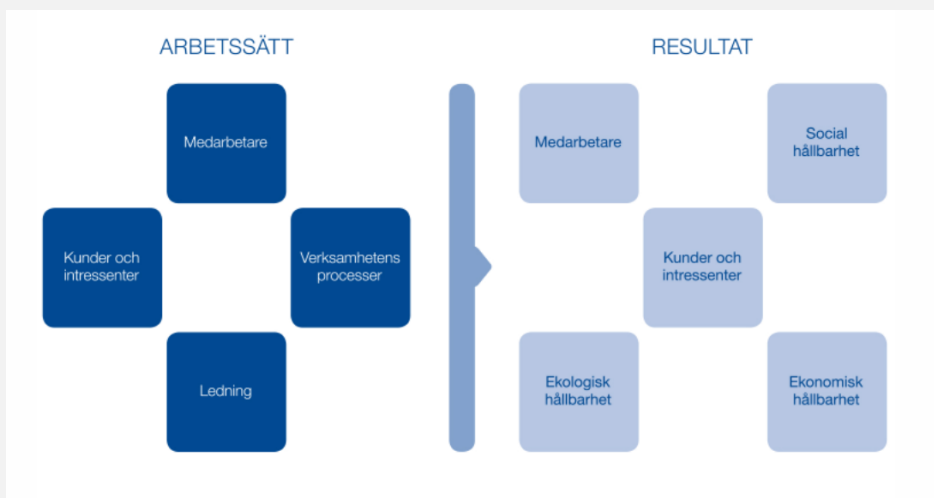 ARBETSSÄTT
Medarbetare
Kunder och
intressenter
Verksamhetens
processer
Ledning
RESULTAT
Medarbetare
Social
hållbarhet
Kunder och
intressenter
Ekologisk
hållbarhet
Ekonomisk
hållbarhet